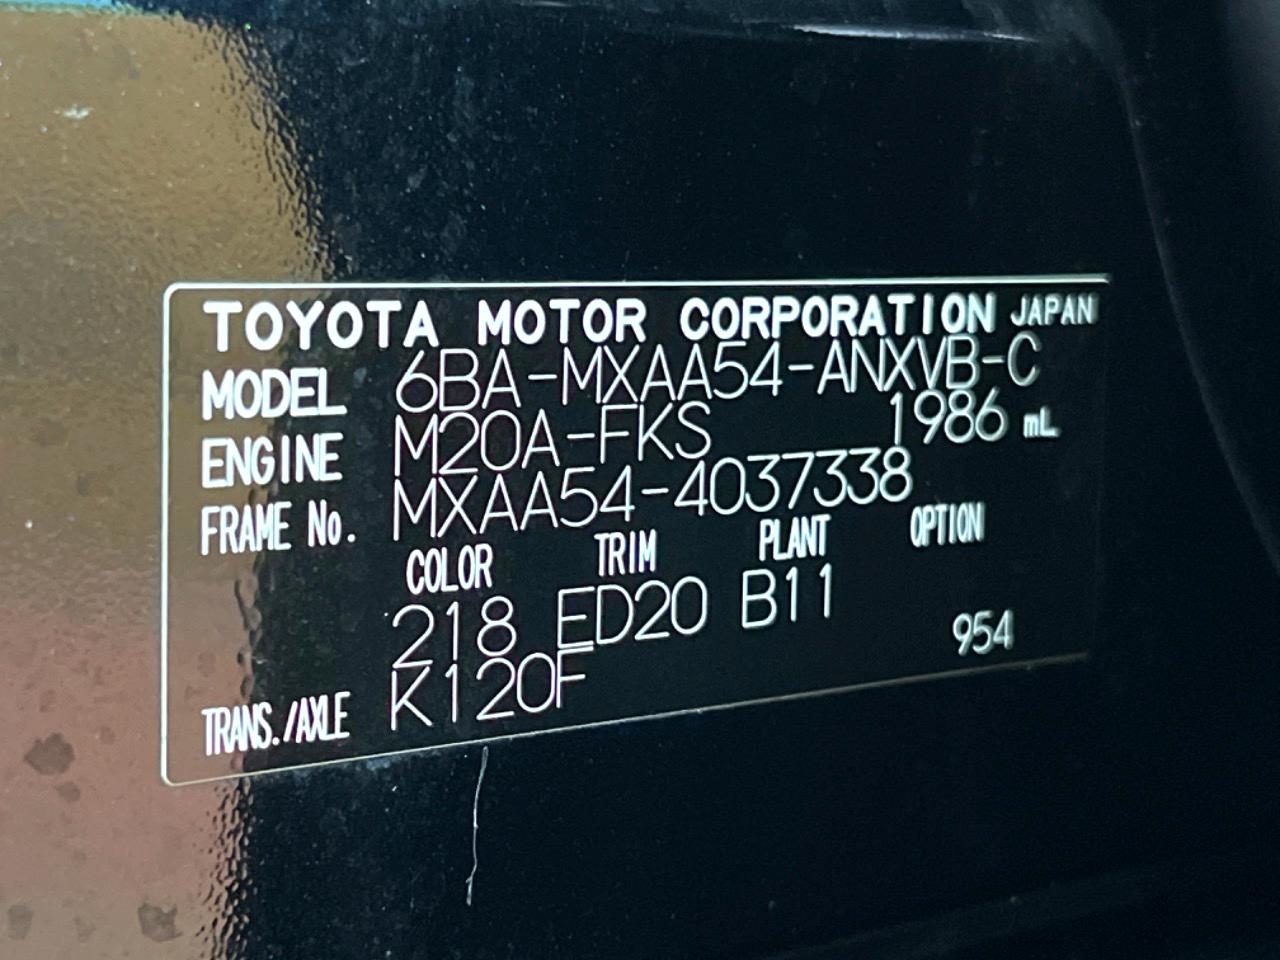 TOYOTA MOTOR CORPORATION JAPAN
MODEL 6BA-MXAA54-ANXVB-C
ENGINE M20A-FKS 1986 mL
FRAME No. MXAA54-4037338
COLOR TRIM PLANT OPTION
218 ED20 B11 954
TRANS./AXLE K120F